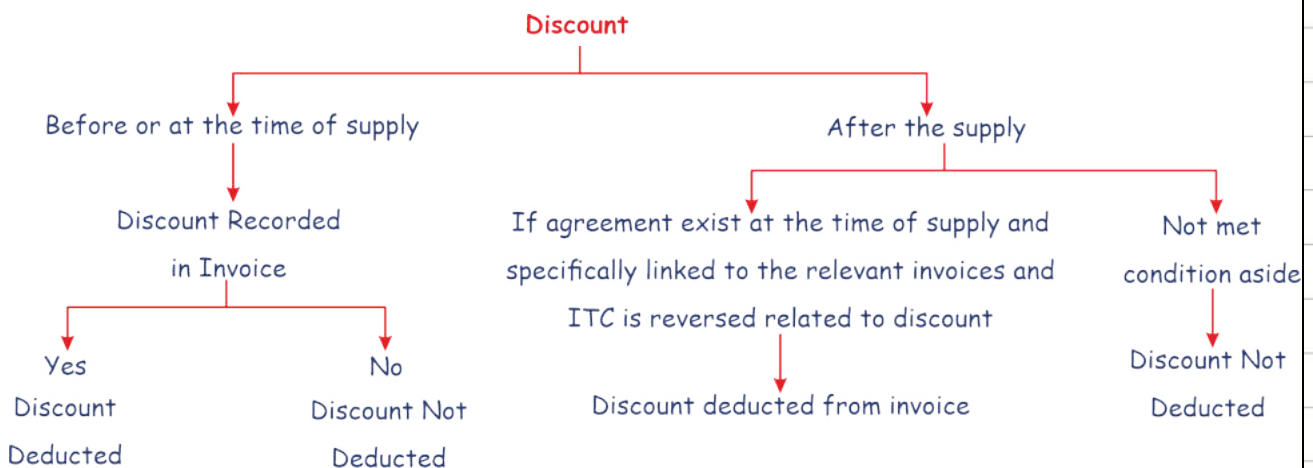 Discount
Before or at the time of supply
After the supply
Discount Recorded
in Invoice
If agreement exist at the time of supply and
specifically linked to the relevant invoices and
ITC is reversed related to discount
Not met
condition aside
Yes
Discount
Deducted
No
Discount Not
Deducted
Discount deducted from invoice
Discount Not
Deducted